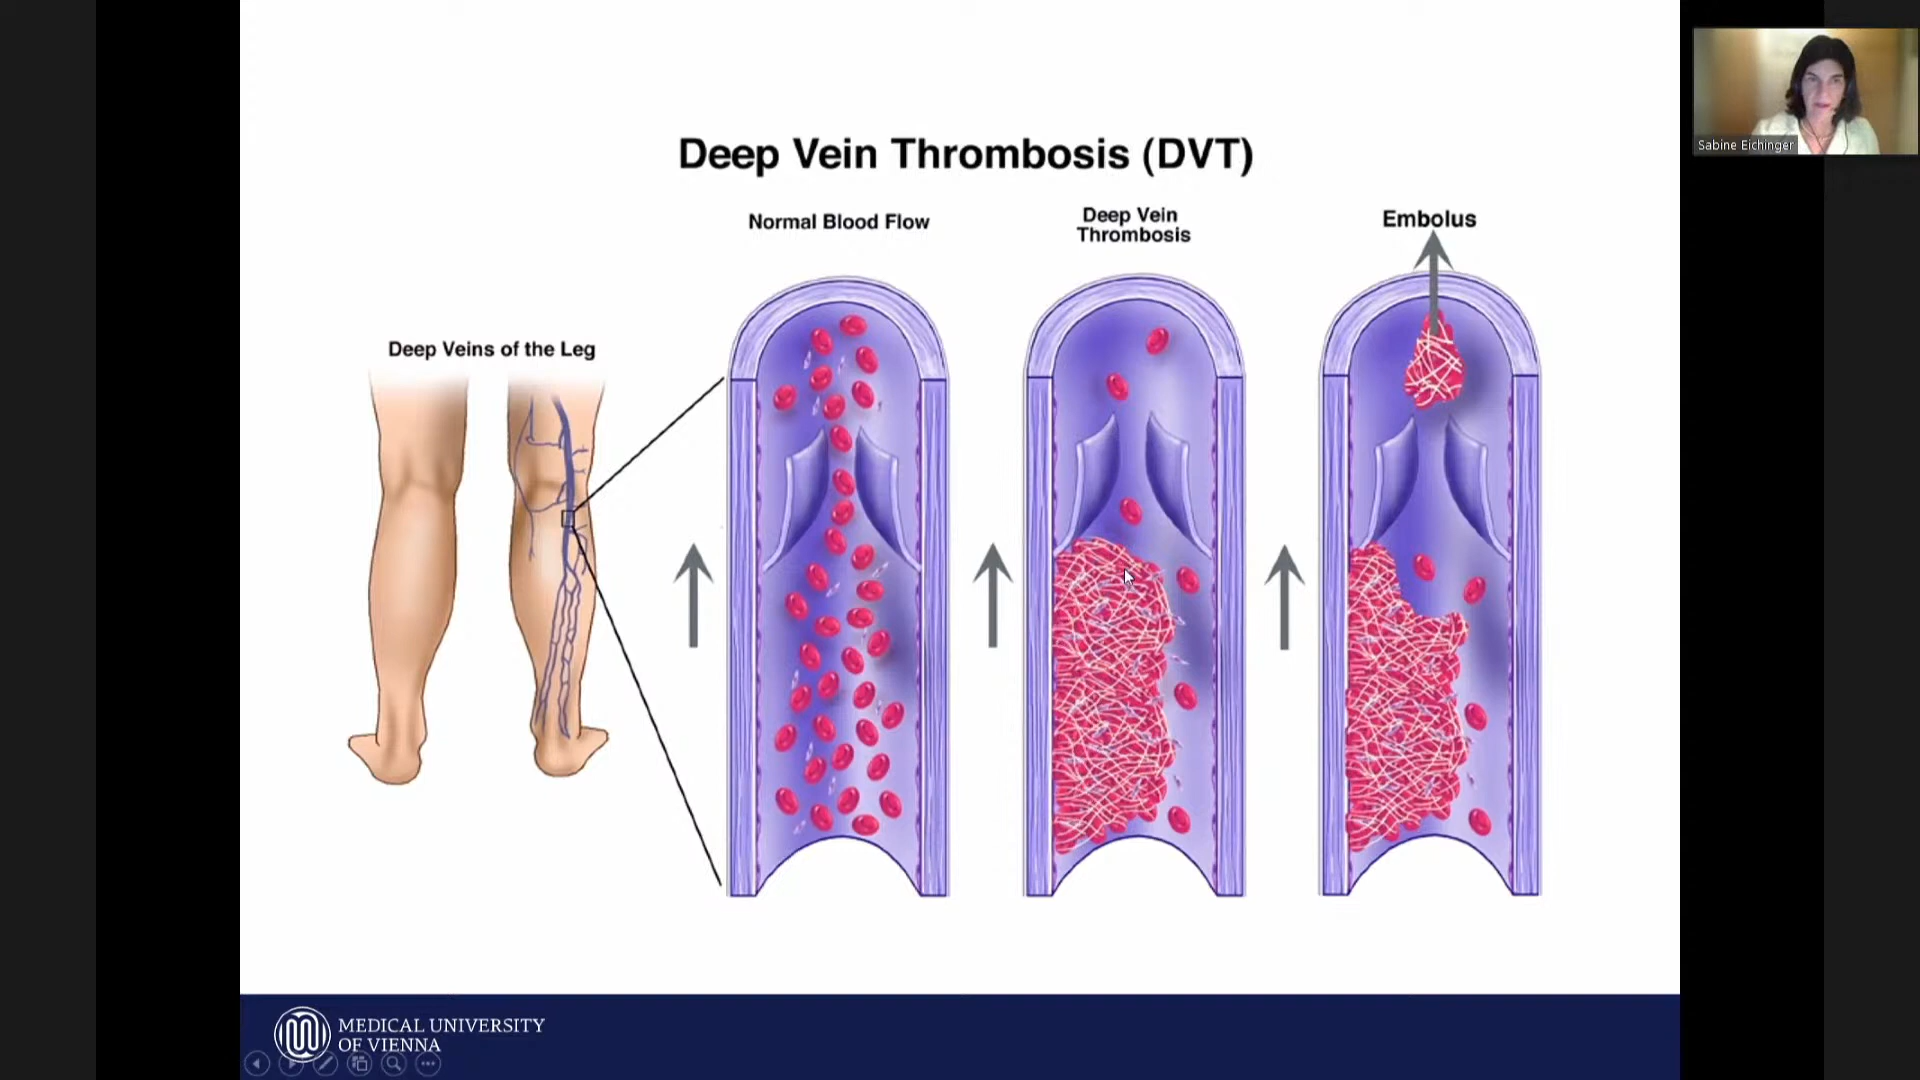 Deep Vein Thrombosis (DVT)
Normal Blood Flow
Deep Vein
Thrombosis
Embolus
Deep Veins of the Leg
Sabine Eichinger
MEDICAL UNIVERSITY
OF VIENNA